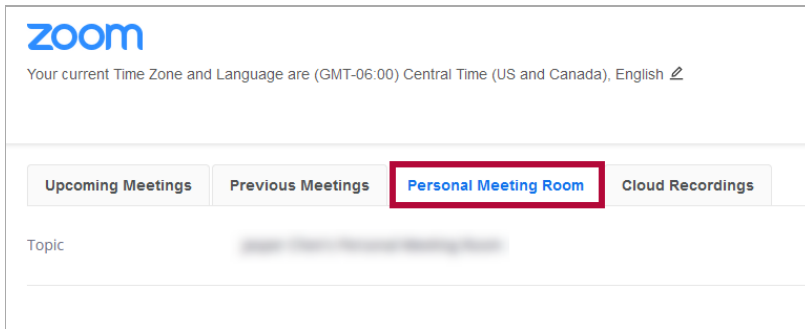 zoom
Your current Time Zone and Language are (GMT-06:00) Central Time (US and Canada), English
Upcoming Meetings Previous Meetings Personal Meeting Room Cloud Recordings
Topic